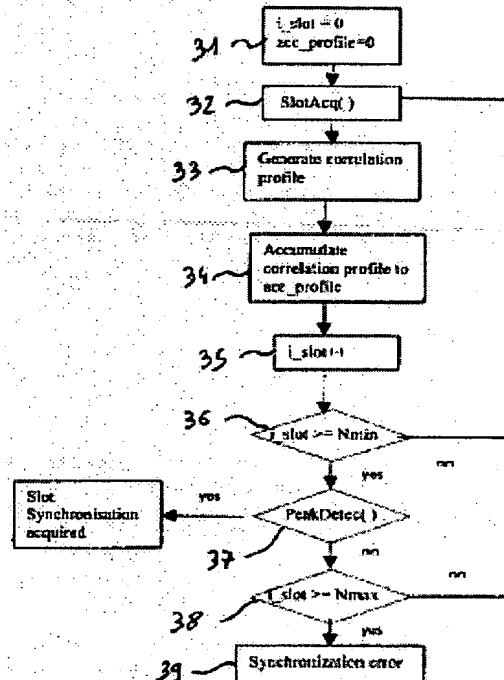 31
i_slot = 0
acc_profile=0
32
SlotAcq( )
33
Generate correlation
profile
34
Accumulate
correlation profile to
acc_profile
35
i_slot++
36
i_slot >= Nmin
no
yes
Slot
Synchronisation
acquired
yes
PeakDetec( )
37
no
no
38
i_slot >= Nmax
yes
39
Synchronization error